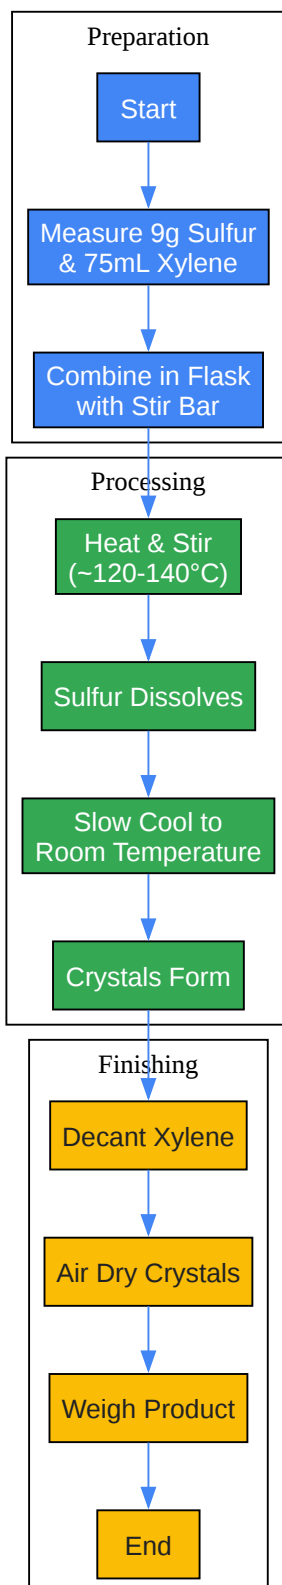 Preparation
Start
Measure 9g Sulfur
& 75mL Xylene
Combine in Flask
with Stir Bar
Processing
Heat & Stir
(~120-140°C)
Sulfur Dissolves
Slow Cool to
Room Temperature
Crystals Form
Finishing
Decant Xylene
Air Dry Crystals
Weigh Product
End